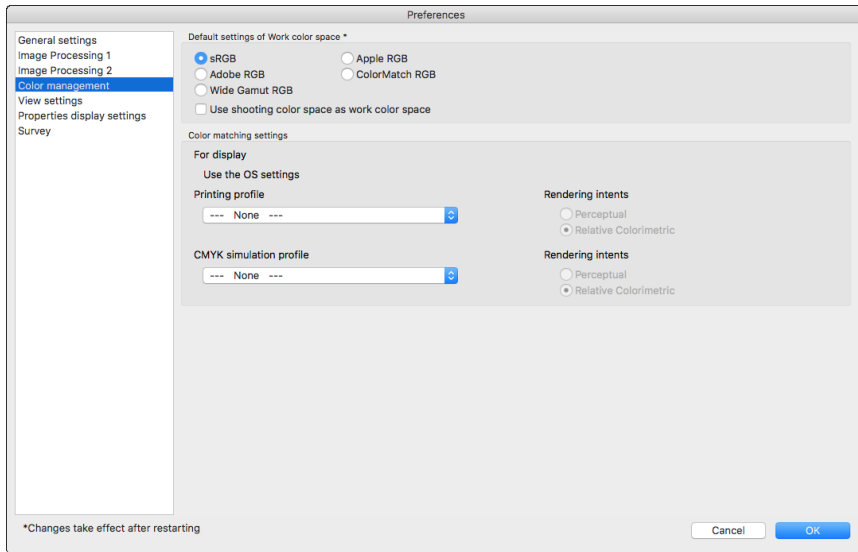 Preferences
General settings
Image Processing 1
Image Processing 2
Color management
View settings
Properties display settings
Survey
Default settings of Work color space *
sRGB
Apple RGB
Adobe RGB
ColorMatch RGB
Wide Gamut RGB
Use shooting color space as work color space
Color matching settings
For display
Use the OS settings
Printing profile
Rendering intents
--- None ---
Perceptual
Relative Colorimetric
CMYK simulation profile
Rendering intents
--- None ---
Perceptual
Relative Colorimetric
*Changes take effect after restarting
Cancel
OK